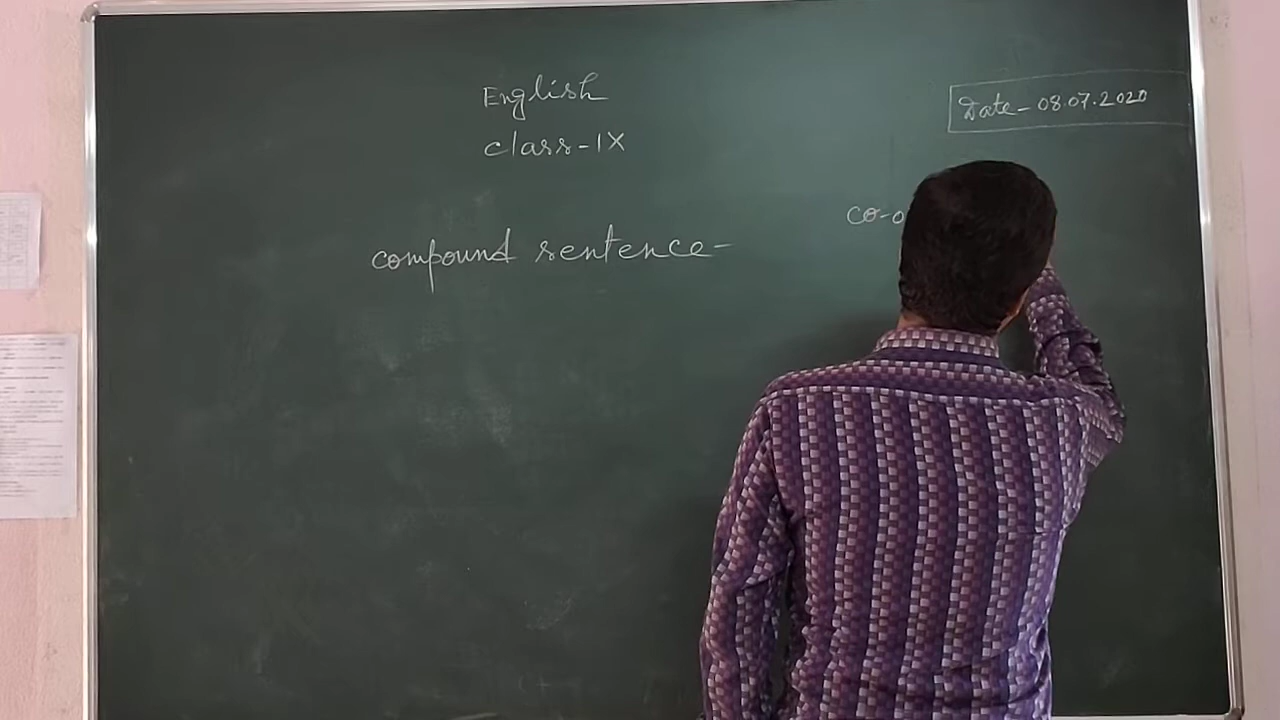 English
Date-08.07.2020
class-IX
co-o
compound sentence-